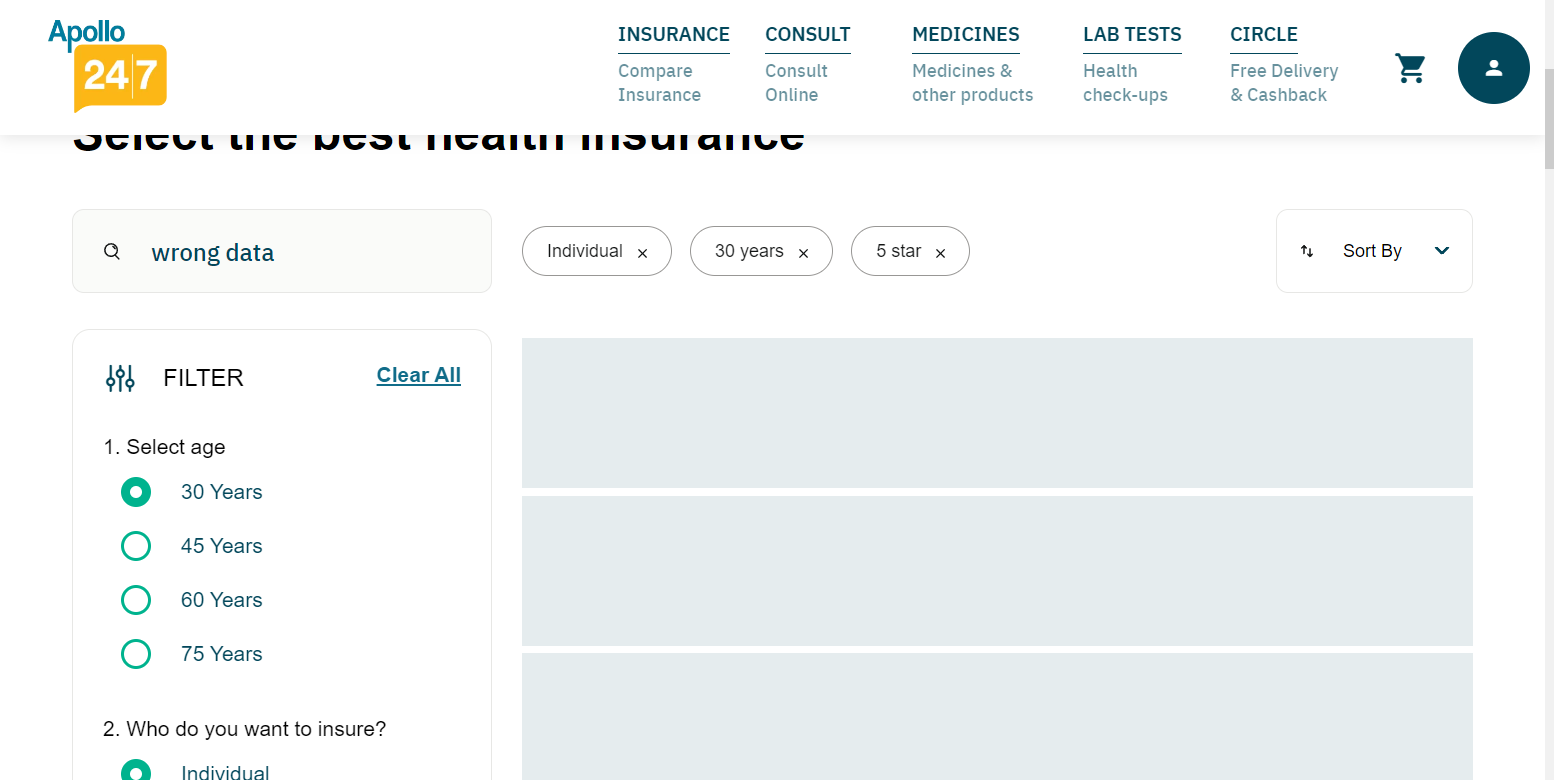 Apollo
24|7
INSURANCE
Compare
Insurance
CONSULT
Consult
Online
MEDICINES
Medicines &
other products
LAB TESTS
Health
check-ups
CIRCLE
Free Delivery
& Cashback
Select the best health insurance
wrong data
Individual ×
30 years ×
5 star ×
Sort By
FILTER
Clear All
1. Select age
30 Years
45 Years
60 Years
75 Years
2. Who do you want to insure?
Individual